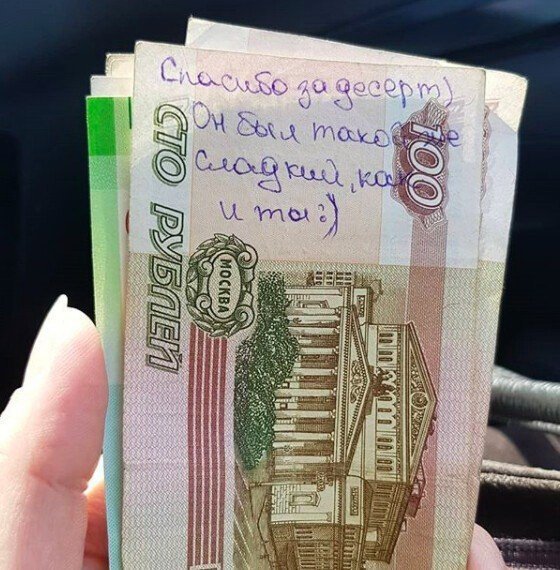 Спасибо за десерт)
Он был такой же
сладкий, как
и ты :)
100
СТО РУБЛЕЙ
МОСКВА